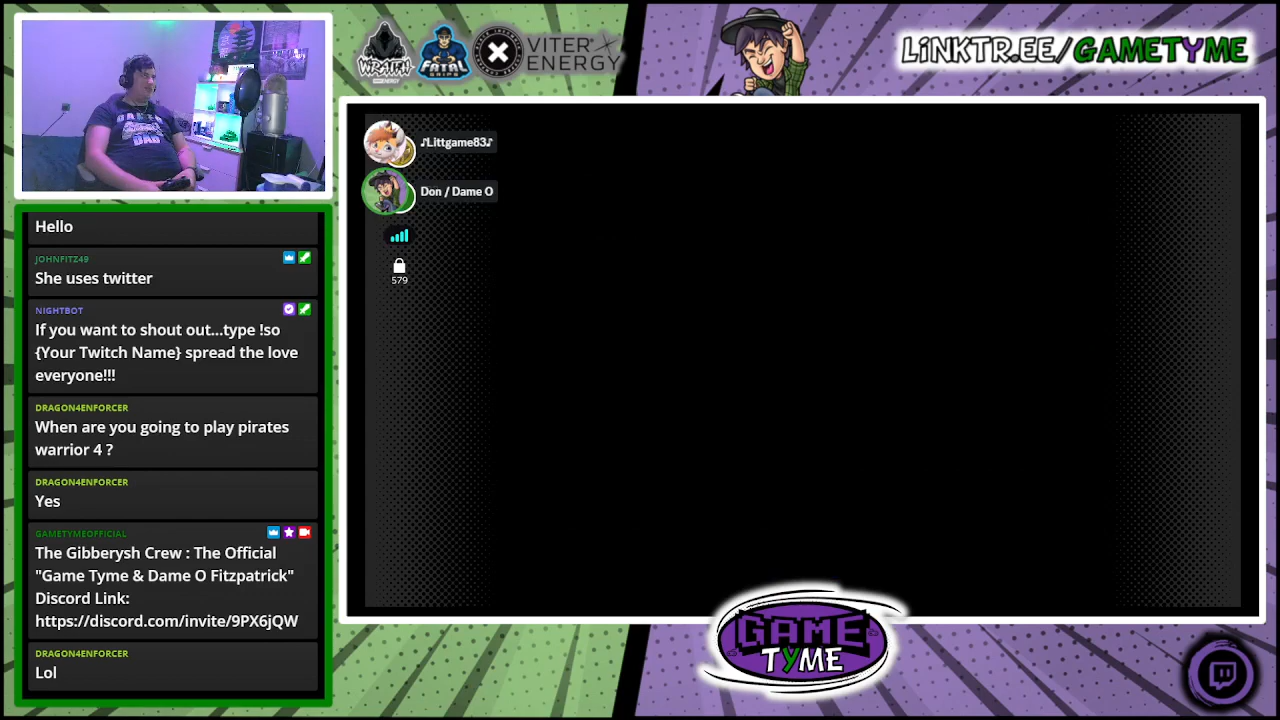 WRATH
FATAL
GRIPS
VITER
ENERGY
LiNKTR.EE/GAMETYME
♪Littgame83♪
Don / Dame O
579
Hello
JOHNFITZ49
She uses twitter
NIGHTBOT
If you want to shout out...type !so
{Your Twitch Name} spread the love
everyone!!!
DRAGON4ENFORCER
When are you going to play pirates
warrior 4 ?
DRAGON4ENFORCER
Yes
GAMETYMEOFFICIAL
The Gibberysh Crew : The Official
"Game Tyme & Dame O Fitzpatrick"
Discord Link:
https://discord.com/invite/9PX6jQW
DRAGON4ENFORCER
Lol
GAME
TYME